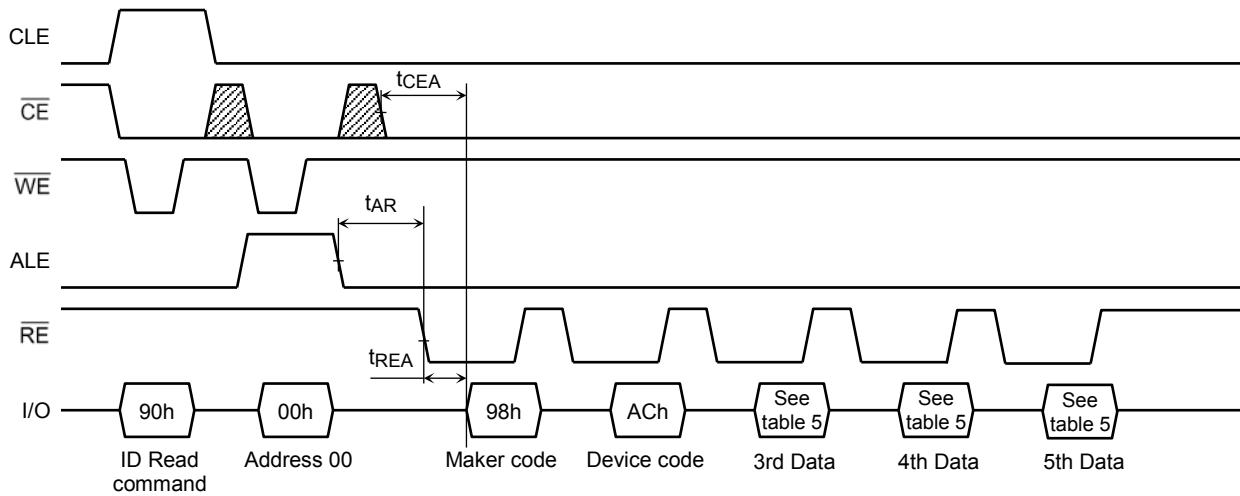 CLE
tCEA
CE
WE
tAR
ALE
RE
tREA
I/O
90h
00h
98h
ACh
See
table 5
See
table 5
See
table 5
ID Read
command
Address 00
Maker code
Device code
3rd Data
4th Data
5th Data